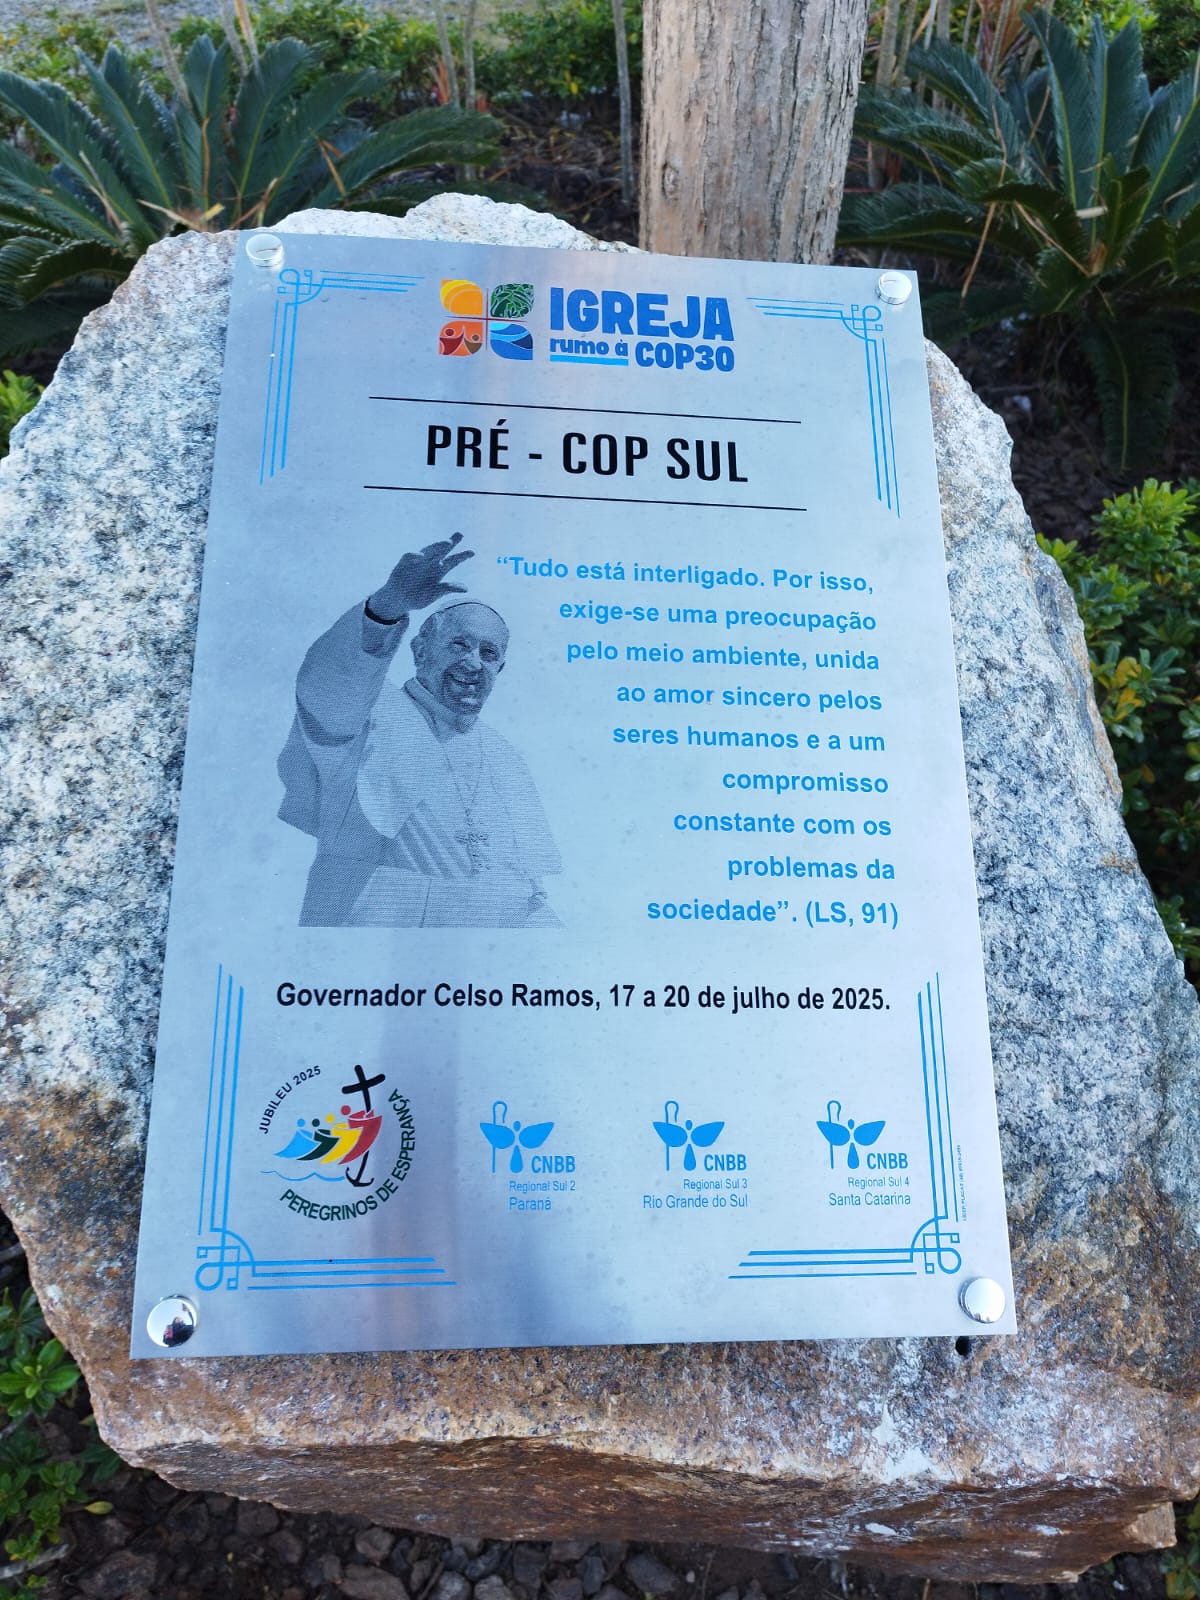 IGREJA
rumo à COP30
PRÉ - COP SUL
“Tudo está interligado. Por isso,
exige-se uma preocupação
pelo meio ambiente, unida
ao amor sincero pelos
seres humanos e a um
compromisso
constante com os
problemas da
sociedade”. (LS, 91)
Governador Celso Ramos, 17 a 20 de julho de 2025.
JUBILEU 2025
PEREGRINOS DE ESPERANÇA
CNBB
Regional Sul 2
Paraná
CNBB
Regional Sul 3
Rio Grande do Sul
CNBB
Regional Sul 4
Santa Catarina